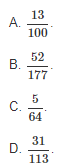 A. 13/100.
B. 52/177.
C. 5/64.
D. 31/113.